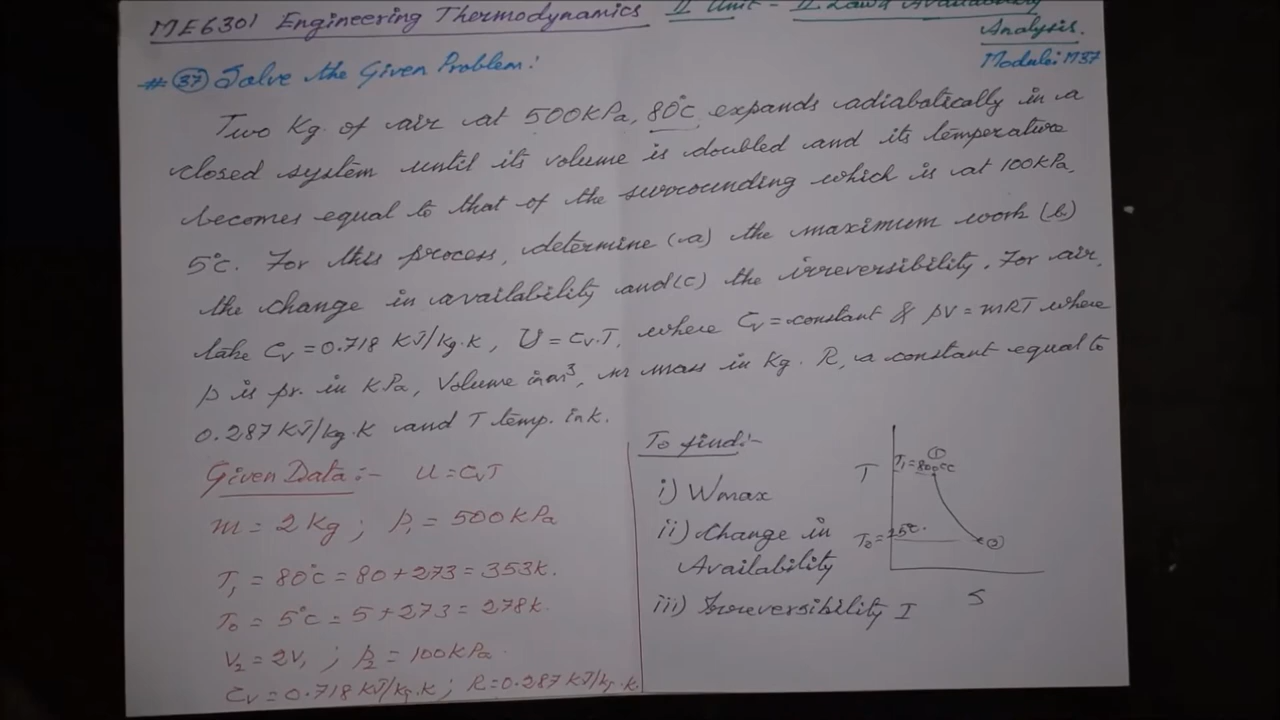 ME6301 Engineering Thermodynamics II Unit - II Law & Availability
Analysis.
Module: M37
# 37 Solve the Given Problem:
Two Kg. of air at 500kPa, 80°c expands adiabatically in a
closed system until its volume is doubled and its temperature
becomes equal to that of the surrounding which is at 100kPa,
5°c. For this process, determine (a) the maximum work (b)
the change in availability and (c) the irreversibility. For air,
take Cv = 0.718 KJ/kg.K, U = Cv.T, where Cv = constant & pV = mRT where
p is pr. in kPa, Volume in m³, m mass in Kg. R, a constant equal to
0.287 KJ/kg.K and T temp. in k.
Given Data:- U = CvT
m = 2 Kg ; p₁ = 500 kPa
T₁ = 80°c = 80 + 273 = 353k.
T₀ = 5°c = 5 + 273 = 278k.
V₂ = 2V₁ ; p₂ = 100kPa.
Cv = 0.718 KJ/kg.K ; R = 0.287 KJ/kg.K.
To find:-
i) Wmax
ii) Change in
Availability
iii) Irreversibility I
T
①
②
S